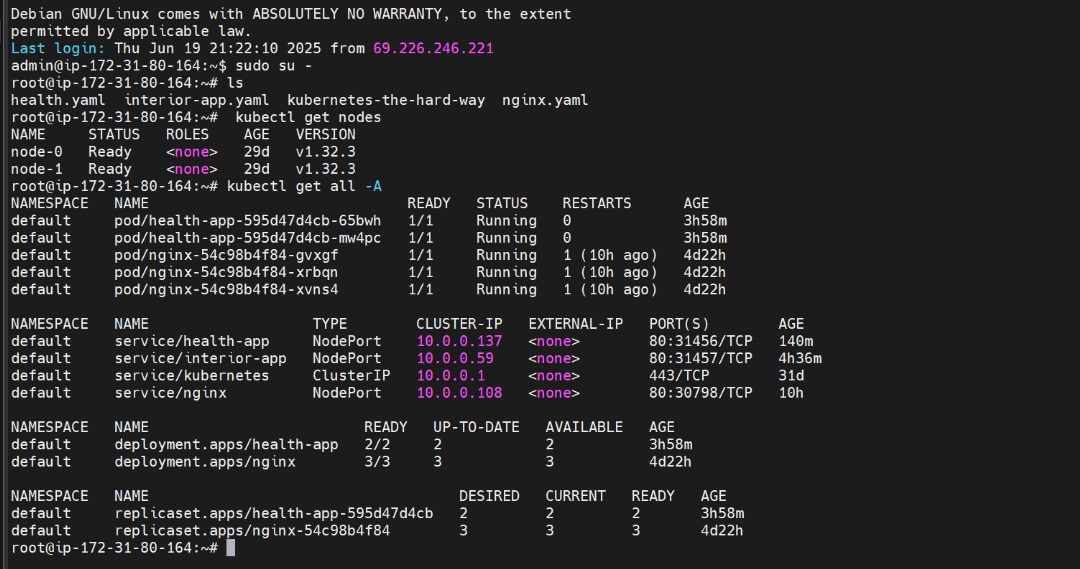 Debian GNU/Linux comes with ABSOLUTELY NO WARRANTY, to the extent
permitted by applicable law.
Last login: Thu Jun 19 21:22:10 2025 from 69.226.246.221
admin@ip-172-31-80-164:~$ sudo su -
root@ip-172-31-80-164:~# ls
health.yaml  interior-app.yaml  kubernetes-the-hard-way  nginx.yaml
root@ip-172-31-80-164:~#  kubectl get nodes
NAME     STATUS   ROLES    AGE   VERSION
node-0   Ready    <none>   29d   v1.32.3
node-1   Ready    <none>   29d   v1.32.3
root@ip-172-31-80-164:~# kubectl get all -A
NAMESPACE   NAME                              READY   STATUS    RESTARTS      AGE
default     pod/health-app-595d47d4cb-65bwh   1/1     Running   0             3h58m
default     pod/health-app-595d47d4cb-mw4pc   1/1     Running   0             3h58m
default     pod/nginx-54c98b4f84-gvxgf        1/1     Running   1 (10h ago)   4d22h
default     pod/nginx-54c98b4f84-xrbqn        1/1     Running   1 (10h ago)   4d22h
default     pod/nginx-54c98b4f84-xvns4        1/1     Running   1 (10h ago)   4d22h

NAMESPACE   NAME                   TYPE        CLUSTER-IP   EXTERNAL-IP   PORT(S)        AGE
default     service/health-app     NodePort    10.0.0.137   <none>        80:31456/TCP   140m
default     service/interior-app   NodePort    10.0.0.59    <none>        80:31457/TCP   4h36m
default     service/kubernetes     ClusterIP   10.0.0.1     <none>        443/TCP        31d
default     service/nginx          NodePort    10.0.0.108   <none>        80:30798/TCP   10h

NAMESPACE   NAME                         READY   UP-TO-DATE   AVAILABLE   AGE
default     deployment.apps/health-app   2/2     2            2           3h58m
default     deployment.apps/nginx        3/3     3            3           4d22h

NAMESPACE   NAME                                    DESIRED   CURRENT   READY   AGE
default     replicaset.apps/health-app-595d47d4cb   2         2         2       3h58m
default     replicaset.apps/nginx-54c98b4f84        3         3         3       4d22h
root@ip-172-31-80-164:~#